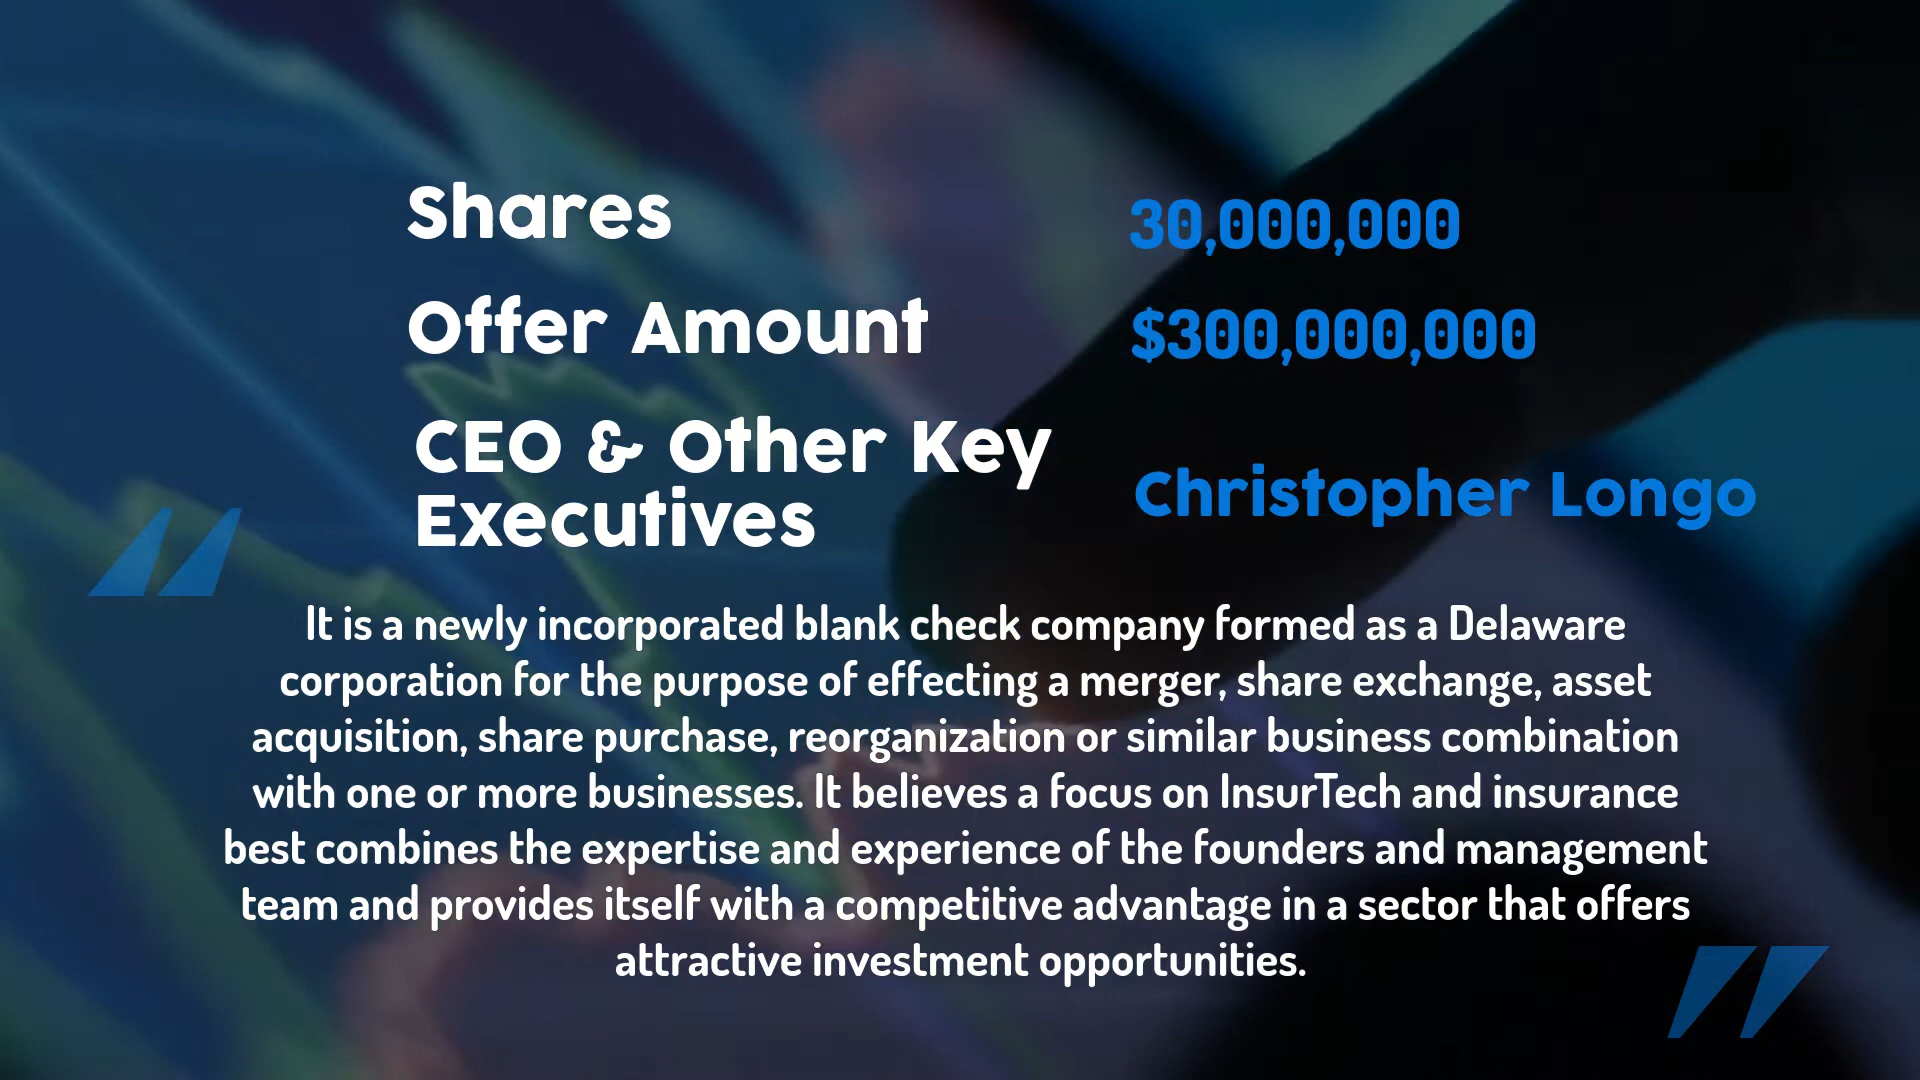 Shares 30,000,000
Offer Amount $300,000,000
CEO & Other Key
Executives
Christopher Longo
It is a newly incorporated blank check company formed as a Delaware
corporation for the purpose of effecting a merger, share exchange, asset
acquisition, share purchase, reorganization or similar business combination
with one or more businesses. It believes a focus on InsurTech and insurance
best combines the expertise and experience of the founders and management
team and provides itself with a competitive advantage in a sector that offers
attractive investment opportunities.